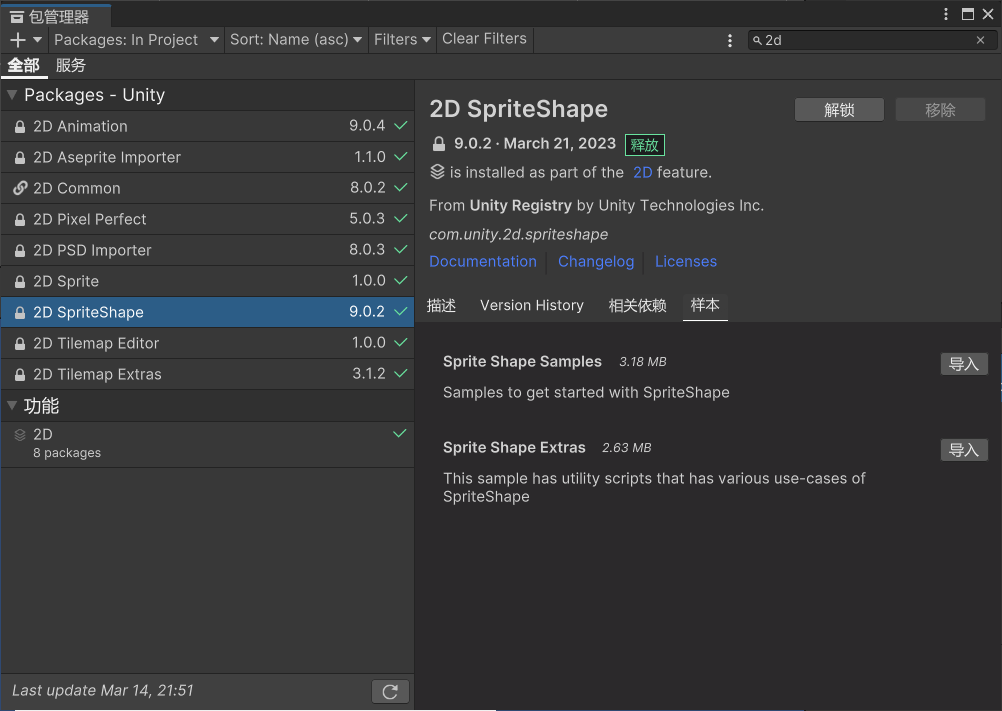 包管理器
Packages: In Project Sort: Name (asc) Filters Clear Filters 2d
全部 服务
Packages - Unity
2D Animation 9.0.4
2D Aseprite Importer 1.1.0
2D Common 8.0.2
2D Pixel Perfect 5.0.3
2D PSD Importer 8.0.3
2D Sprite 1.0.0
2D SpriteShape 9.0.2
2D Tilemap Editor 1.0.0
2D Tilemap Extras 3.1.2
功能
2D
8 packages
Last update Mar 14, 21:51
2D SpriteShape 解锁 移除
9.0.2 · March 21, 2023 释放
is installed as part of the 2D feature.
From Unity Registry by Unity Technologies Inc.
com.unity.2d.spriteshape
Documentation Changelog Licenses
描述 Version History 相关依赖 样本
Sprite Shape Samples 3.18 MB 导入
Samples to get started with SpriteShape
Sprite Shape Extras 2.63 MB 导入
This sample has utility scripts that has various use-cases of
SpriteShape